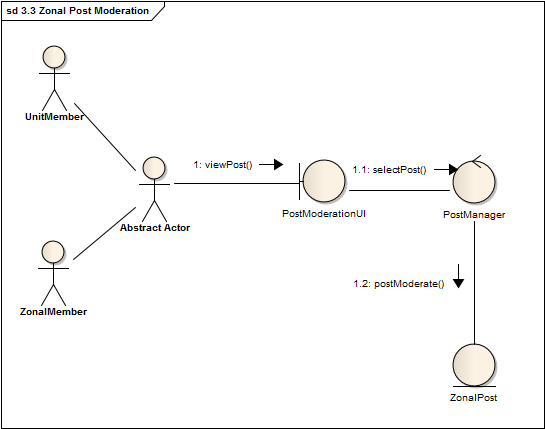 sd 3.3 Zonal Post Moderation
UnitMember
1: viewPost()
1.1: selectPost()
Abstract Actor
PostModerationUI
PostManager
ZonalMember
1.2: postModerate()
ZonalPost